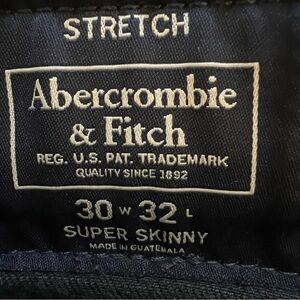 STRETCH
Abercrombie
& Fitch
REG. U.S. PAT. TRADEMARK
QUALITY SINCE 1892
30 W 32 L
SUPER SKINNY
MADE IN GUATEMALA